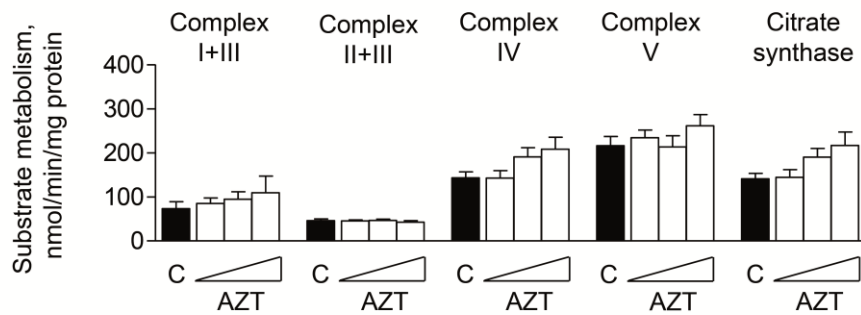 Substrate metabolism,
nmol/min/mg protein
400
300
200
100
0
Complex
I+III
Complex
II+III
Complex
IV
Complex
V
Citrate
synthase
C
AZT
C
AZT
C
AZT
C
AZT
C
AZT